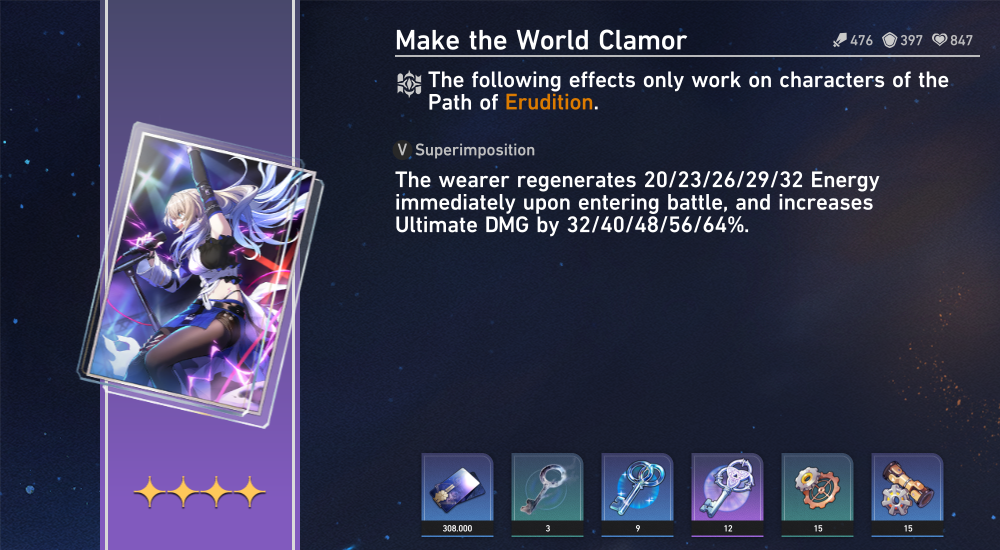 Make the World Clamor
476 397 847
The following effects only work on characters of the
Path of Erudition.
V Superimposition
The wearer regenerates 20/23/26/29/32 Energy
immediately upon entering battle, and increases
Ultimate DMG by 32/40/48/56/64%.
308.000 3 9 12 15 15